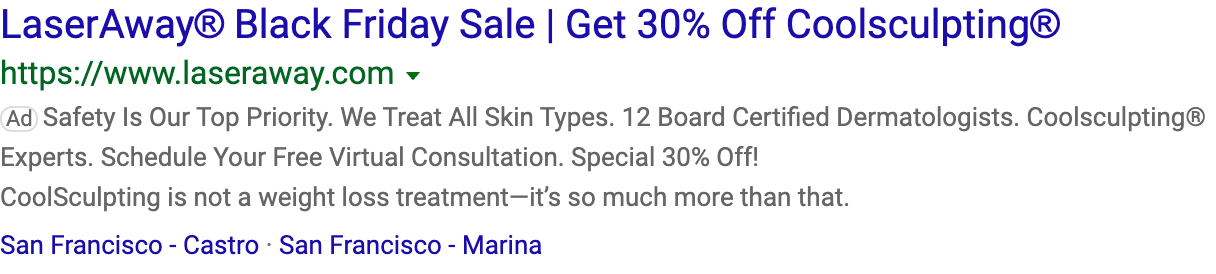 LaserAway® Black Friday Sale | Get 30% Off Coolsculpting®
https://www.laseraway.com
Ad Safety Is Our Top Priority. We Treat All Skin Types. 12 Board Certified Dermatologists. Coolsculpting®
Experts. Schedule Your Free Virtual Consultation. Special 30% Off!
CoolSculpting is not a weight loss treatment—it’s so much more than that.
San Francisco - Castro · San Francisco - Marina